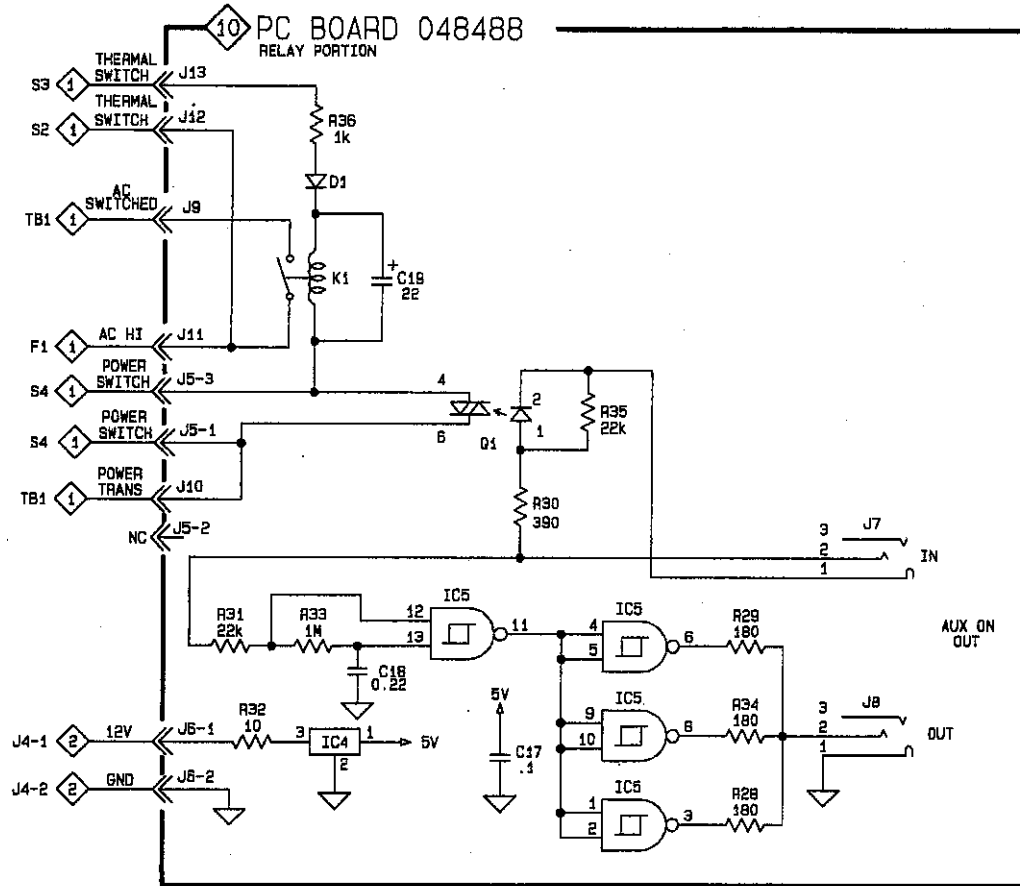 10 PC BOARD 048488
RELAY PORTION
S3 1 THERMAL SWITCH J13
S2 1 THERMAL SWITCH J12
R36
1k
D1
TB1 1 AC SWITCHED J9
K1
+
C19
22
F1 1 AC HI J11
S4 1 POWER SWITCH J5-3
4
2
R35
22k
S4 1 POWER SWITCH J5-1
6
Q1
1
TB1 1 POWER TRANS J10
R30
390
NC J5-2
3
J7
2
IN
1
R31
22k
R33
1M
12
IC5
11
13
C18
0.22
4
IC5
6
5
R29
180
AUX ON
OUT
R32
10
5V
9
IC5
8
10
R34
180
3
J8
2
OUT
1
J4-1 2 12V J6-1
3 IC4 1 5V
2
C17
.1
J4-2 2 GND J6-2
1
IC5
3
2
R28
180